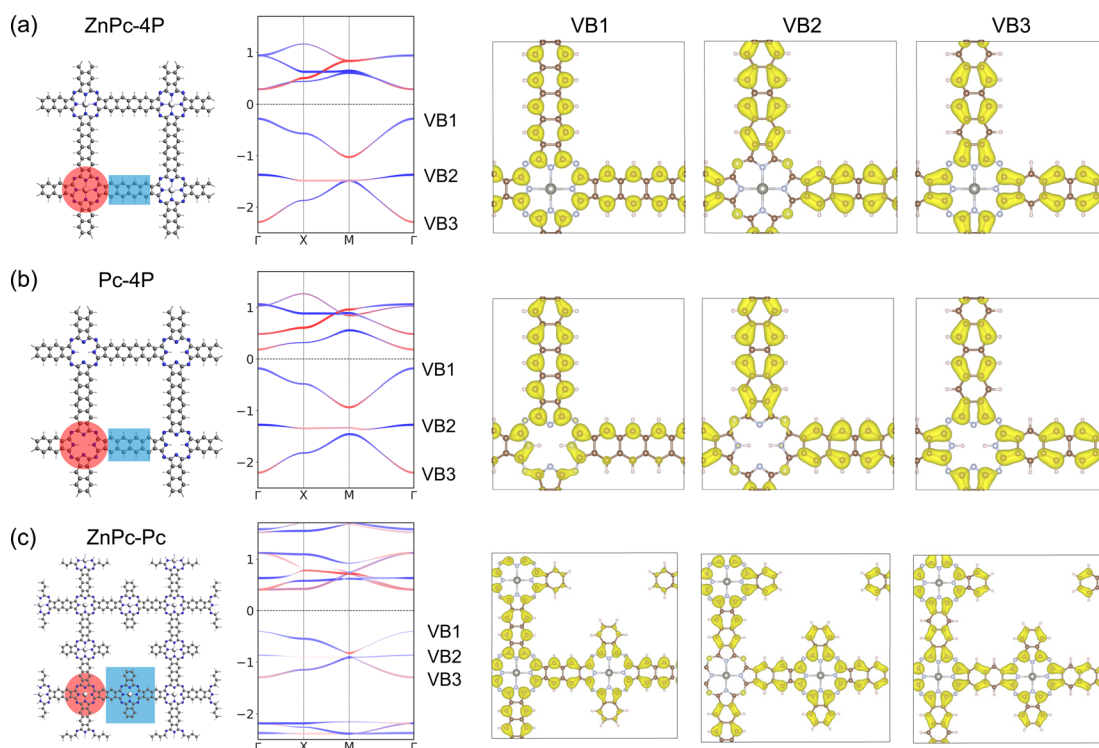 (a) ZnPc-4P VB1 VB2 VB3
1
0
−1
−2
Γ X M Γ
VB1
VB2
VB3
(b) Pc-4P
1
0
−1
−2
Γ X M Γ
VB1
VB2
VB3
(c) ZnPc-Pc
1
0
−1
−2
Γ X M Γ
VB1
VB2
VB3